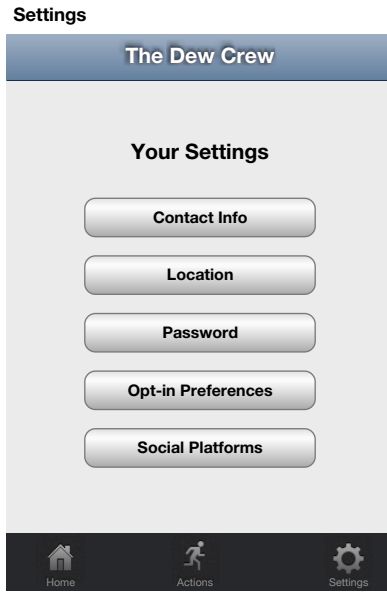 Settings
The Dew Crew
Your Settings
Contact Info
Location
Password
Opt-in Preferences
Social Platforms
Home Actions Settings